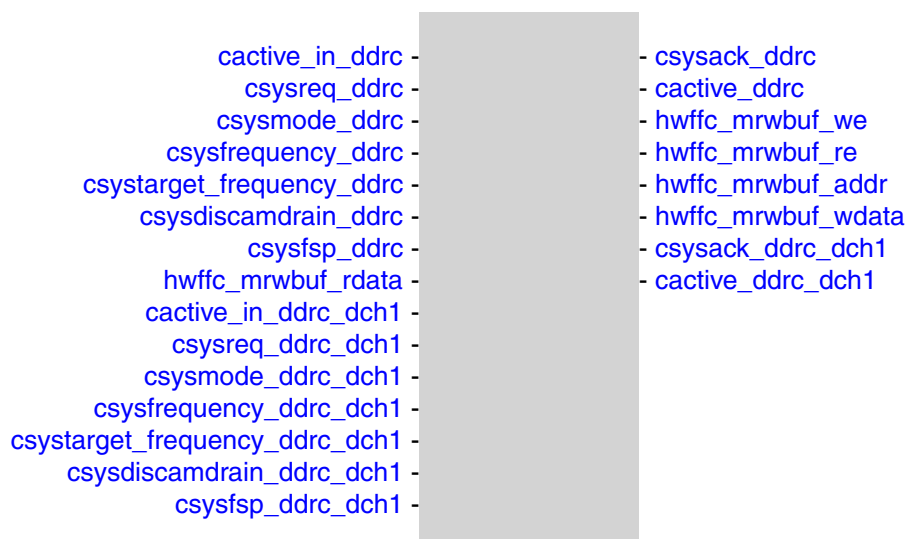 cactive_in_ddrc - - csysack_ddrc
csysreq_ddrc - - cactive_ddrc
csysmode_ddrc - - hwffc_mrwbuf_we
csysfrequency_ddrc - - hwffc_mrwbuf_re
csystarget_frequency_ddrc - - hwffc_mrwbuf_addr
csysdiscamdrain_ddrc - - hwffc_mrwbuf_wdata
csysfsp_ddrc - - csysack_ddrc_dch1
hwffc_mrwbuf_rdata - - cactive_ddrc_dch1
cactive_in_ddrc_dch1 -
csysreq_ddrc_dch1 -
csysmode_ddrc_dch1 -
csysfrequency_ddrc_dch1 -
csystarget_frequency_ddrc_dch1 -
csysdiscamdrain_ddrc_dch1 -
csysfsp_ddrc_dch1 -